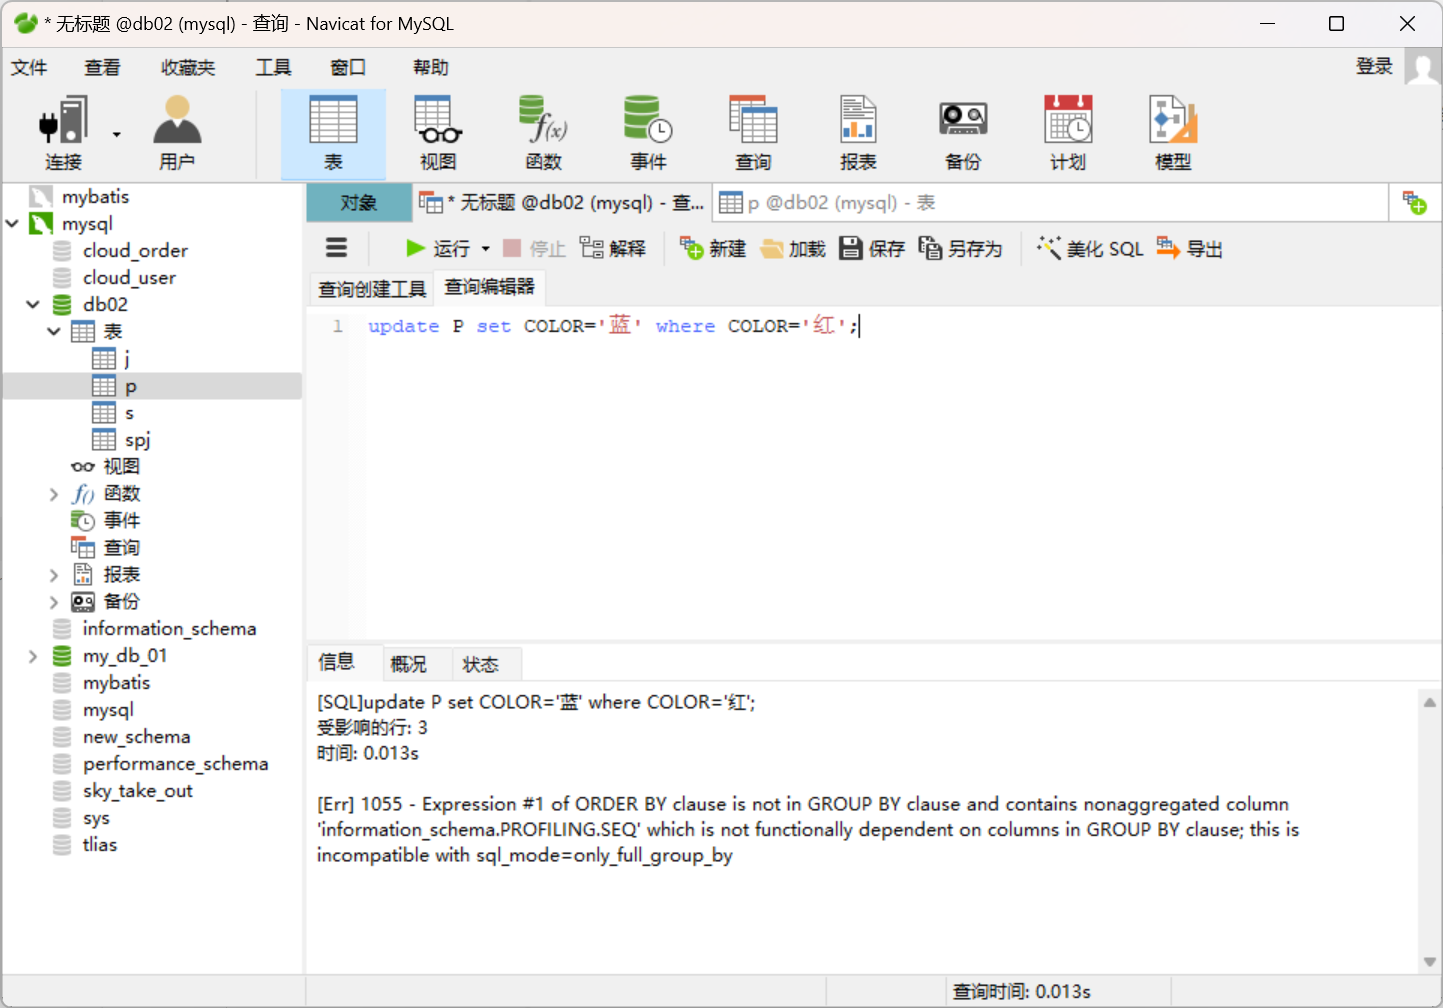 * 无标题 @db02 (mysql) - 查询 - Navicat for MySQL
文件 查看 收藏夹 工具 窗口 帮助 登录
连接 用户 表 视图 函数 事件 查询 报表 备份 计划 模型
mybatis
mysql
cloud_order
cloud_user
db02
表
j
p
s
spj
视图
函数
事件
查询
报表
备份
information_schema
my_db_01
mybatis
mysql
new_schema
performance_schema
sky_take_out
sys
tlias
对象 * 无标题 @db02 (mysql) - 查... p @db02 (mysql) - 表
运行 停止 解释 新建 加载 保存 另存为 美化 SQL 导出
查询创建工具 查询编辑器
1 update P set COLOR='蓝' where COLOR='红';
信息 概况 状态
[SQL]update P set COLOR='蓝' where COLOR='红';
受影响的行: 3
时间: 0.013s
[Err] 1055 - Expression #1 of ORDER BY clause is not in GROUP BY clause and contains nonaggregated column
'information_schema.PROFILING.SEQ' which is not functionally dependent on columns in GROUP BY clause; this is
incompatible with sql_mode=only_full_group_by
查询时间: 0.013s